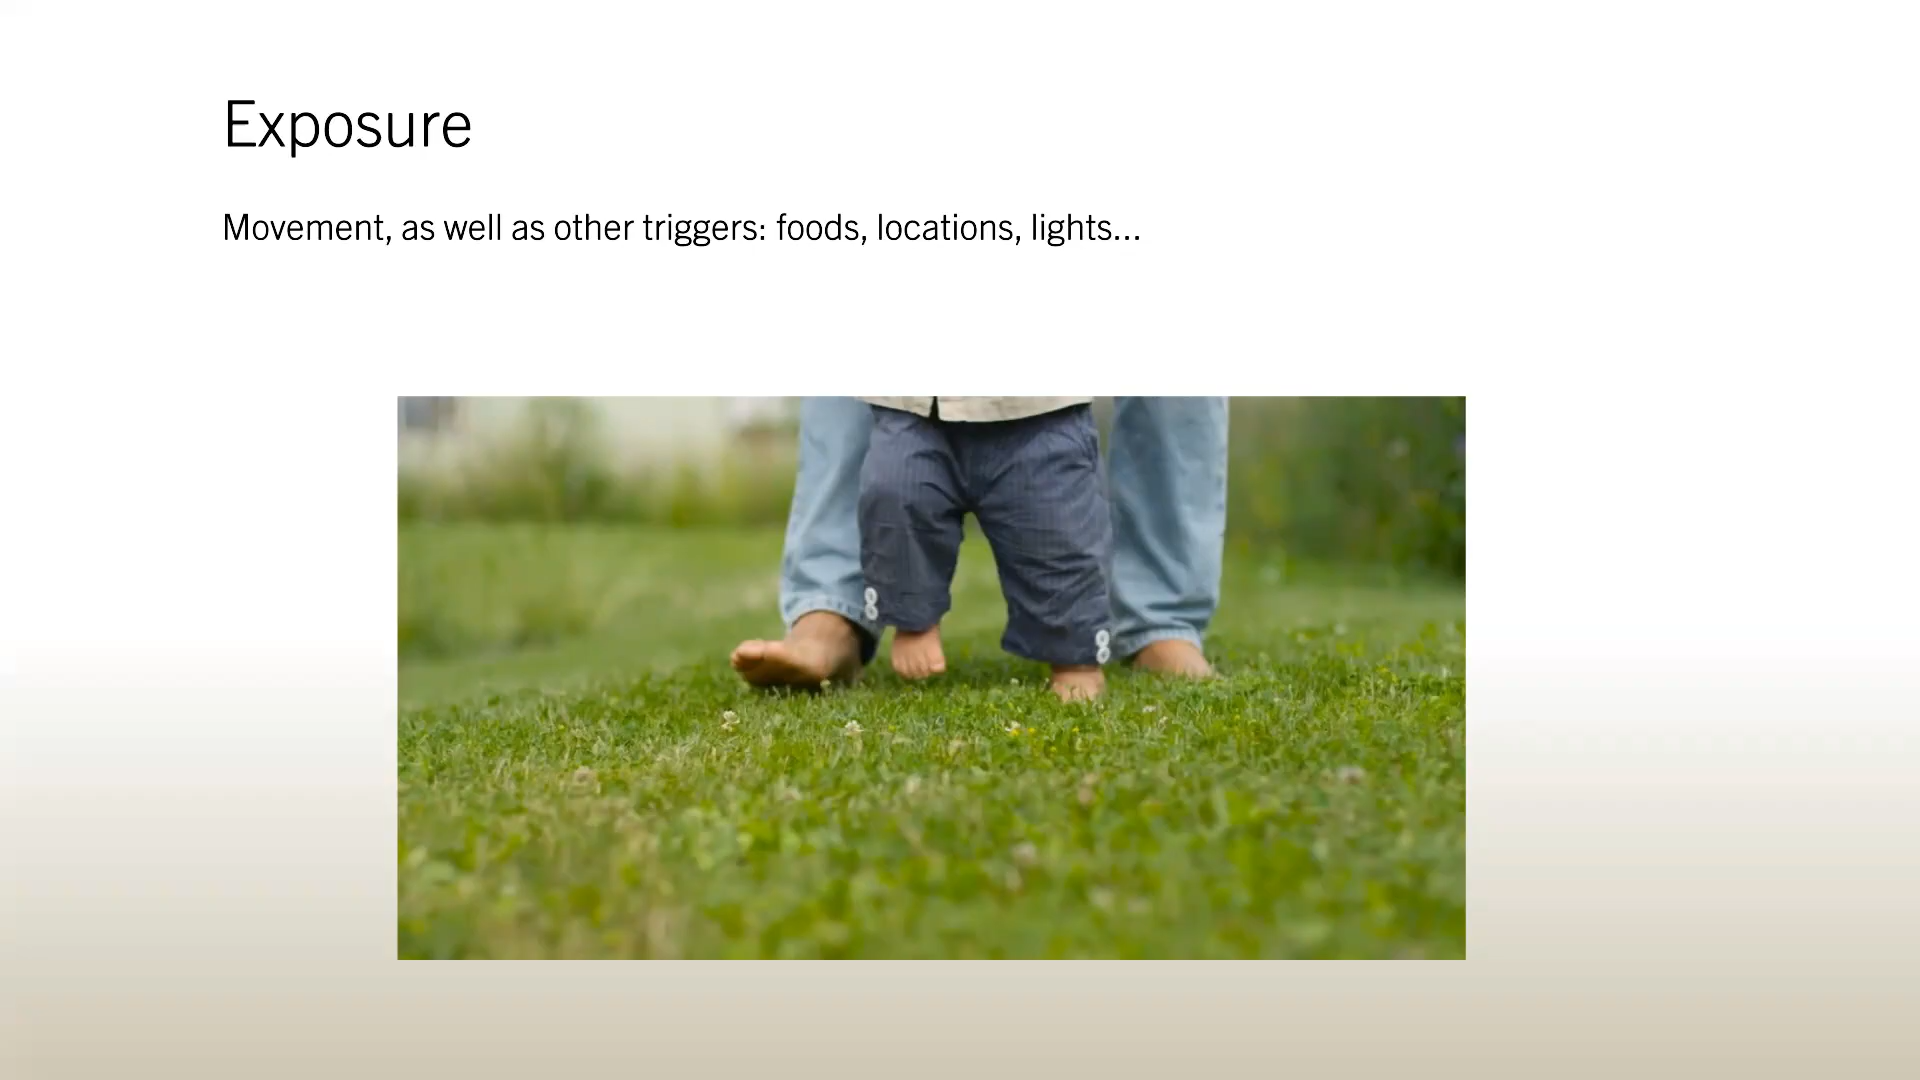 Exposure
Movement, as well as other triggers: foods, locations, lights...